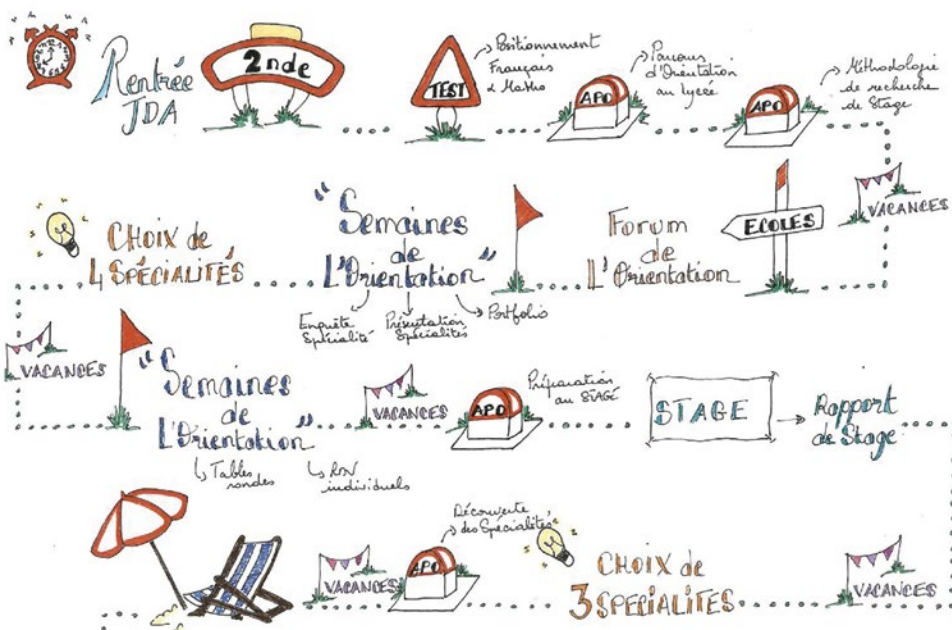 Rentrée
JDA
2nde
TEST
Positionnement
Français
& Maths
APO
Parcours
d'Orientation
au lycée
APO
Méthodologie
de recherche
de Stage
VACANCES
ECOLES
Forum
de
L'Orientation
"Semaines
de
L'Orientation"
Enquête
Spécialité
Présentation
Spécialités
Portfolio
CHOIX de
4 SPÉCIALITÉS
VACANCES
"Semaines
de
L'Orientation"
Tables
rondes
RDV
individuels
VACANCES
APO
Préparation
au STAGE
STAGE
Rapport
de Stage
VACANCES
CHOIX de
3 SPECIALITES
Découverte
des Spécialités
APO
VACANCES